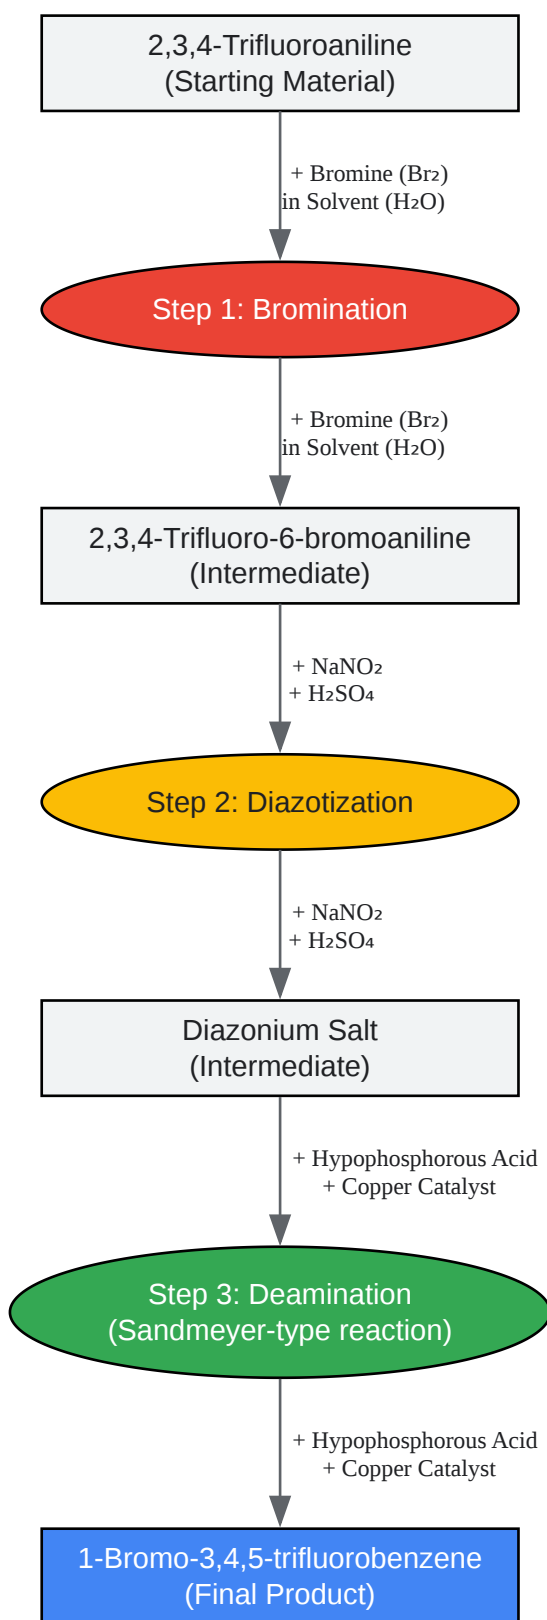 2,3,4-Trifluoroaniline
(Starting Material)
+ Bromine (Br₂)
in Solvent (H₂O)
Step 1: Bromination
+ Bromine (Br₂)
in Solvent (H₂O)
2,3,4-Trifluoro-6-bromoaniline
(Intermediate)
+ NaNO₂
+ H₂SO₄
Step 2: Diazotization
+ NaNO₂
+ H₂SO₄
Diazonium Salt
(Intermediate)
+ Hypophosphorous Acid
+ Copper Catalyst
Step 3: Deamination
(Sandmeyer-type reaction)
+ Hypophosphorous Acid
+ Copper Catalyst
1-Bromo-3,4,5-trifluorobenzene
(Final Product)